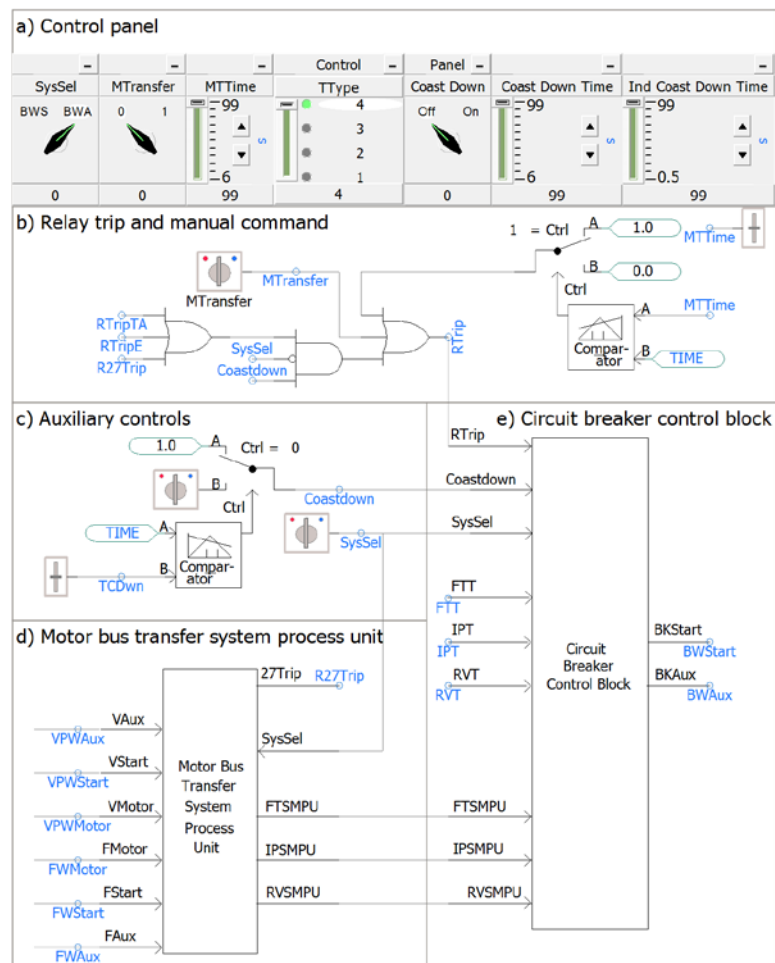 a) Control panel
Control Panel
SysSel MTransfer MTTime TType Coast Down Coast Down Time Ind Coast Down Time
BWS BWA 0 1 99 4 Off On 99 99
3
s 2 s s
6 1 6 0.5
0 0 99 4 0 99 99
b) Relay trip and manual command
1 = Ctrl A 1.0 MTTime
B 0.0
Ctrl
MTransfer MTransfer
RTripTA
RTripE
R27Trip
SysSel
Coastdown
RTrip
A MTTime
Compar-
ator
B TIME
c) Auxiliary controls
1.0 A Ctrl = 0
B
Ctrl
Coastdown
TIME A
Compar-
ator
TCDwn B
SysSel
d) Motor bus transfer system process unit
27Trip R27Trip
VAux
VPWAux
SysSel
VStart
VPWStart
VMotor
VPWMotor
FMotor
FWMotor
FStart
FWStart
FAux
FWAux
Motor Bus
Transfer
System
Process
Unit
FTSMPU
IPSMPU
RVSMPU
e) Circuit breaker control block
RTrip
Coastdown
SysSel
FTT
FTT
IPT
IPT
RVT
RVT
FTSMPU
IPSMPU
RVSMPU
Circuit
Breaker
Control Block
BKStart
BWStart
BKAux
BWAux